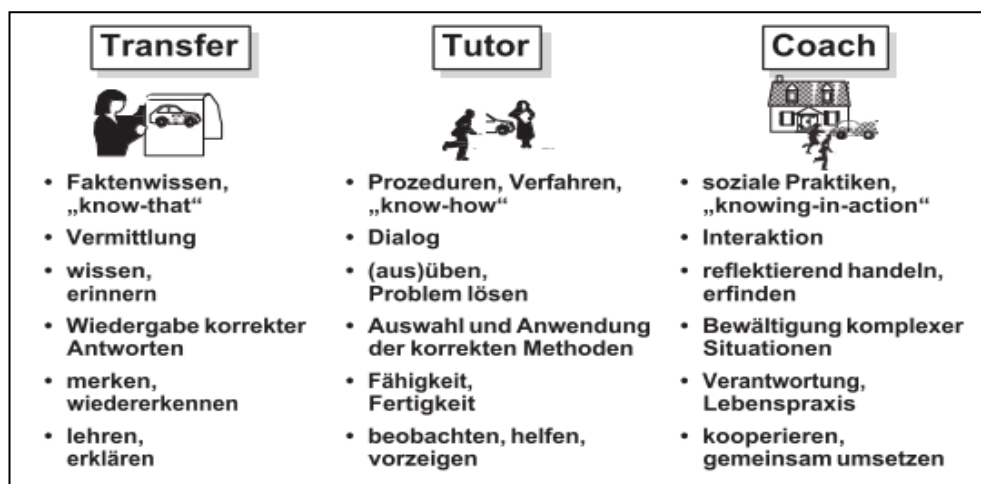 Transfer
• Faktenwissen,
„know-that“
• Vermittlung
• wissen,
erinnern
• Wiedergabe korrekter
Antworten
• merken,
wiedererkennen
• lehren,
erklären
Tutor
• Prozeduren, Verfahren,
„know-how“
• Dialog
• (aus)üben,
Problem lösen
• Auswahl und Anwendung
der korrekten Methoden
• Fähigkeit,
Fertigkeit
• beobachten, helfen,
vorzeigen
Coach
• soziale Praktiken,
„knowing-in-action“
• Interaktion
• reflektierend handeln,
erfinden
• Bewältigung komplexer
Situationen
• Verantwortung,
Lebenspraxis
• kooperieren,
gemeinsam umsetzen